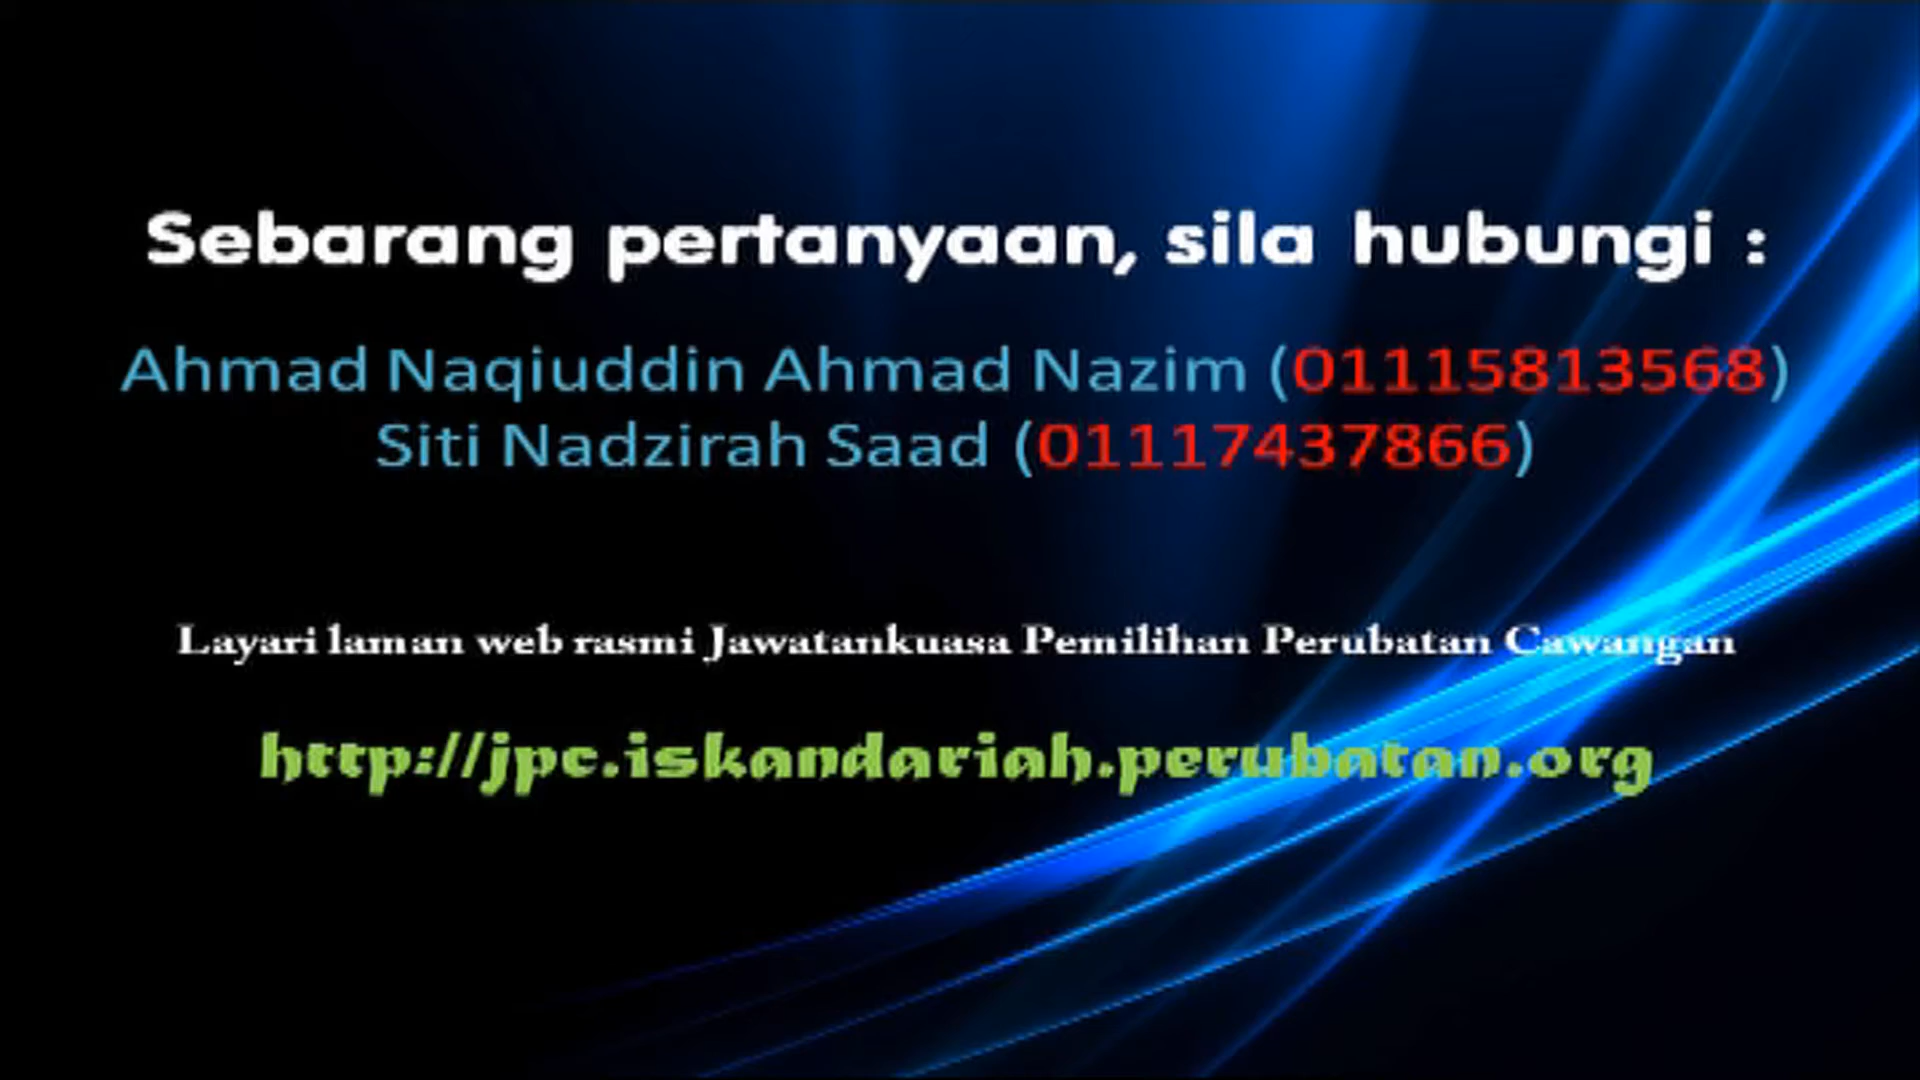 Sebarang pertanyaan, sila hubungi :
Ahmad Naqiuddin Ahmad Nazim (01115813568)
Siti Nadzirah Saad (01117437866)
Layari laman web rasmi Jawatankuasa Pemilihan Perubatan Cawangan
http://jpc.iskandariah.perubatan.org